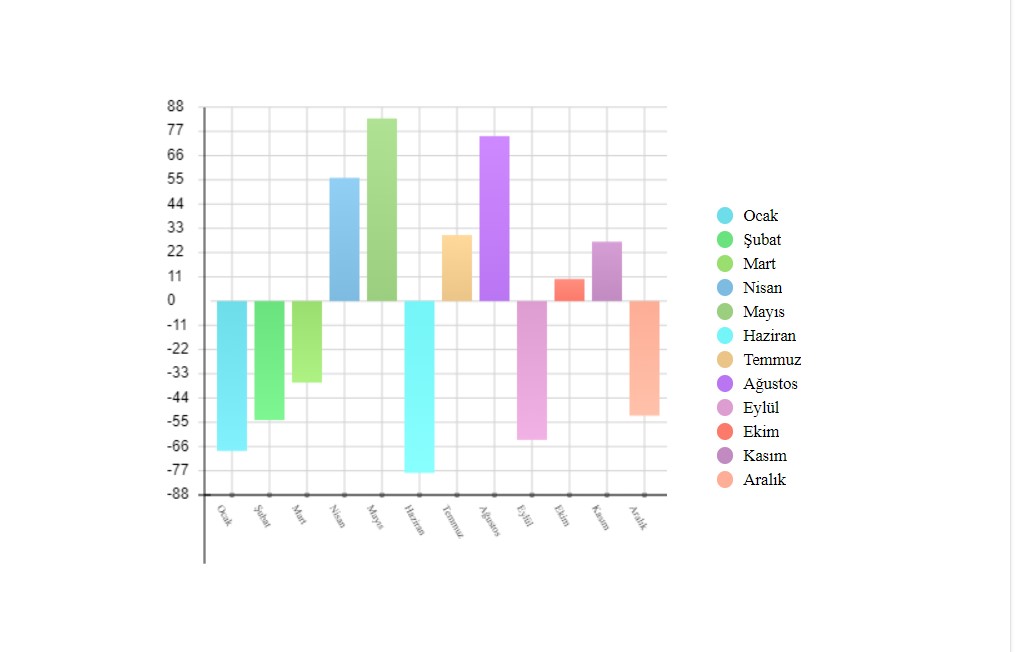 88
77
66
55
44
33
22
11
0
-11
-22
-33
-44
-55
-66
-77
-88
Ocak
Şubat
Mart
Nisan
Mayıs
Haziran
Temmuz
Ağustos
Eylül
Ekim
Kasım
Aralık
Ocak
Şubat
Mart
Nisan
Mayıs
Haziran
Temmuz
Ağustos
Eylül
Ekim
Kasım
Aralık